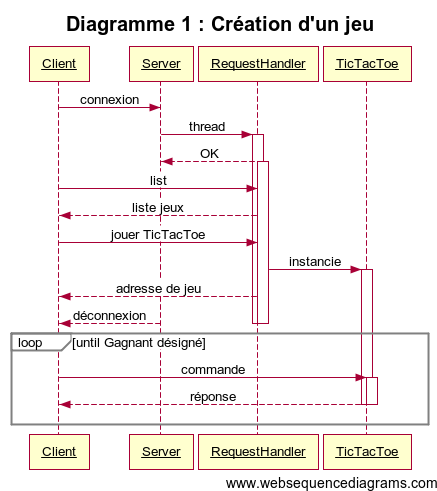 Diagramme 1 : Création d'un jeu
Client Server RequestHandler TicTacToe
connexion
thread
OK
list
liste jeux
jouer TicTacToe
instancie
adresse de jeu
déconnexion
loop [until Gagnant désigné]
commande
réponse
Client Server RequestHandler TicTacToe
www.websequencediagrams.com